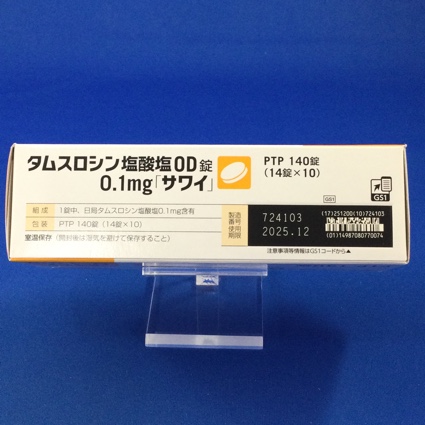 タムスロシン塩酸塩OD錠
0.1mg「サワイ」
PTP 140錠
(14錠×10)
GS1
組成 1錠中、日局タムスロシン塩酸塩0.1mg含有
包装 PTP 140錠(14錠×10)
室温保存(開封後は湿気を避けて保存すること)
製造番号 724103
使用期限 2025.12
GS1
(17)251200(10)724103
(01)14987080770074
注意事項等情報はGS1コードから▲